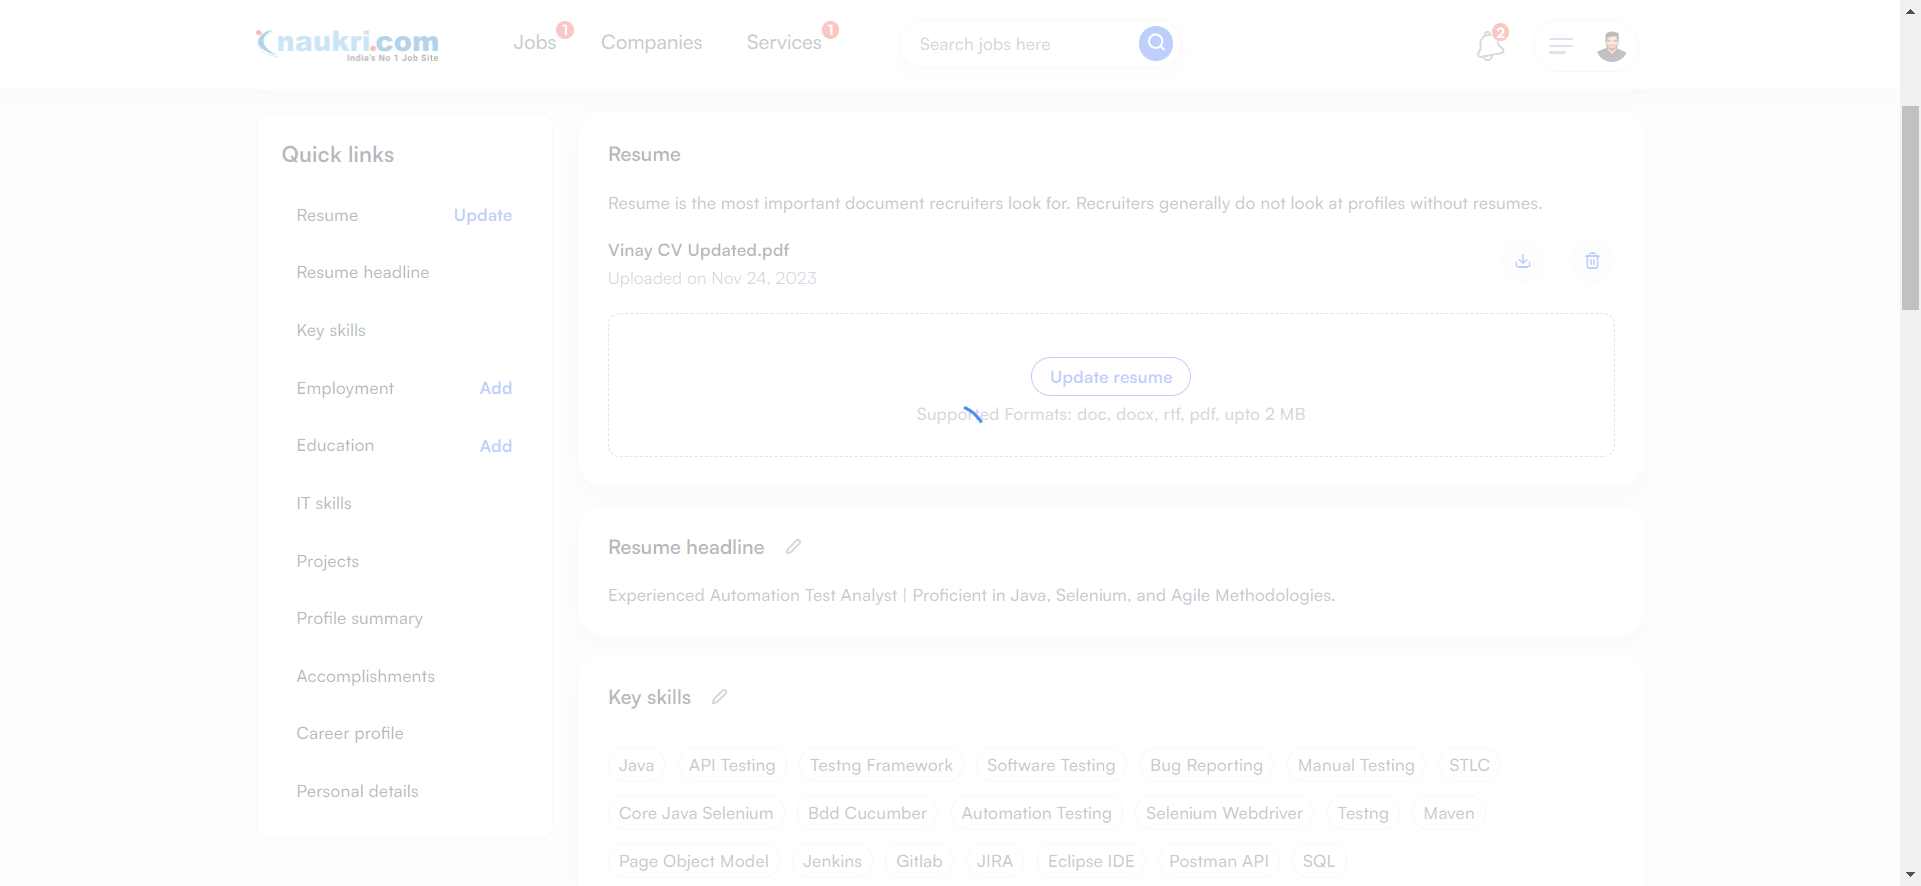 naukri.com
India's No 1 Job Site
Jobs 1
Companies
Services 1
Search jobs here
2
Quick links
Resume Update
Resume headline
Key skills
Employment Add
Education Add
IT skills
Projects
Profile summary
Accomplishments
Career profile
Personal details
Resume
Resume is the most important document recruiters look for. Recruiters generally do not look at profiles without resumes.
Vinay CV Updated.pdf
Uploaded on Nov 24, 2023
Update resume
Supported Formats: doc, docx, rtf, pdf, upto 2 MB
Resume headline
Experienced Automation Test Analyst | Proficient in Java, Selenium, and Agile Methodologies.
Key skills
Java API Testing Testng Framework Software Testing Bug Reporting Manual Testing STLC
Core Java Selenium Bdd Cucumber Automation Testing Selenium Webdriver Testng Maven
Page Object Model Jenkins Gitlab JIRA Eclipse IDE Postman API SQL